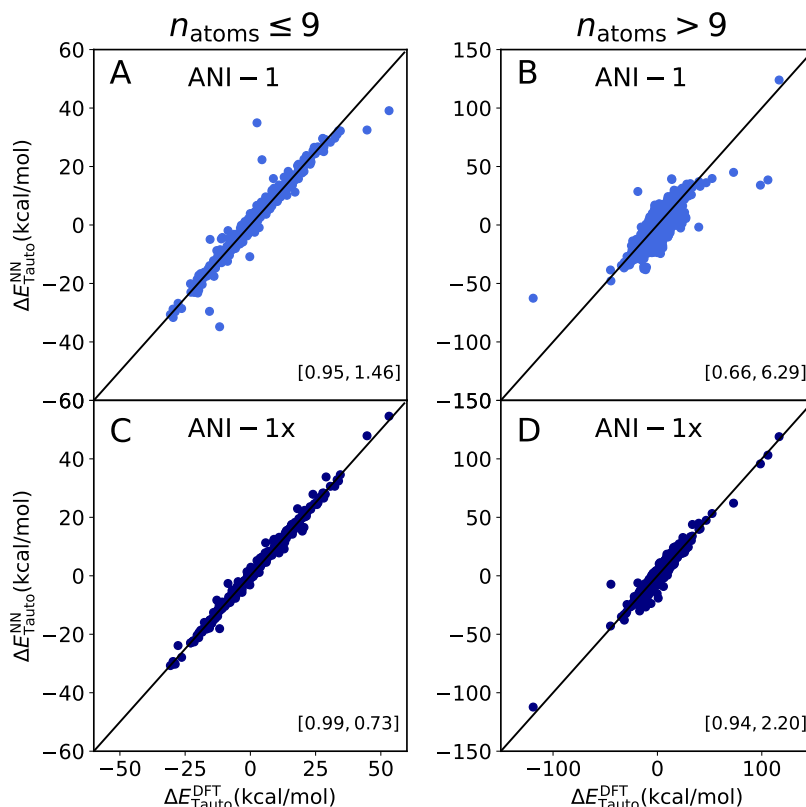 n_atoms ≤ 9
n_atoms > 9
A
ANI − 1
60
40
20
0
−20
−40
−60
ΔE^NN_Tauto(kcal/mol)
[0.95, 1.46]
B
ANI − 1
150
100
50
0
−50
−100
−150
ΔE^NN_Tauto(kcal/mol)
[0.66, 6.29]
C
ANI − 1x
60
40
20
0
−20
−40
−60
ΔE^NN_Tauto(kcal/mol)
[0.99, 0.73]
−50
−25
0
25
50
ΔE^DFT_Tauto(kcal/mol)
D
ANI − 1x
150
100
50
0
−50
−100
−150
[0.94, 2.20]
−100
0
100
ΔE^DFT_Tauto(kcal/mol)